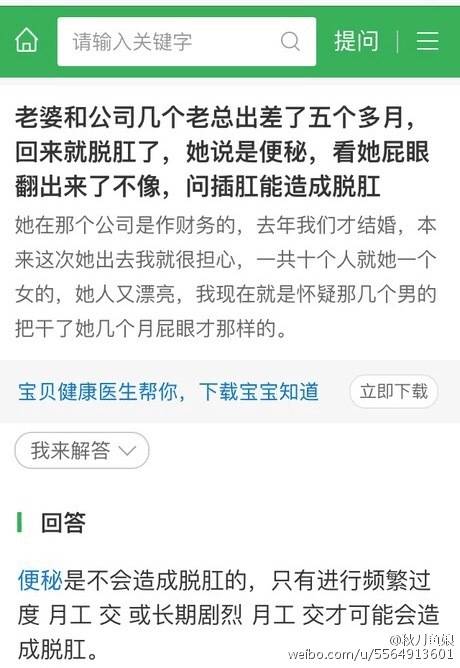 请输入关键字 提问
老婆和公司几个老总出差了五个多月，
回来就脱肛了，她说是便秘，看她屁眼
翻出来了不像，问插肛能造成脱肛
她在那个公司是作财务的，去年我们才结婚，本
来这次她出去我就很担心，一共十个人就她一个
女的，她人又漂亮，我现在就是怀疑那几个男的
把干了她几个月屁眼才那样的。
宝贝健康医生帮你，下载宝宝知道 立即下载
我来解答
回答
便秘是不会造成脱肛的，只有进行频繁过
度 月工 交 或长期剧烈 月工 交才可能会造
成脱肛。
@秋刀鱼娘
weibo.com/u/5564913601